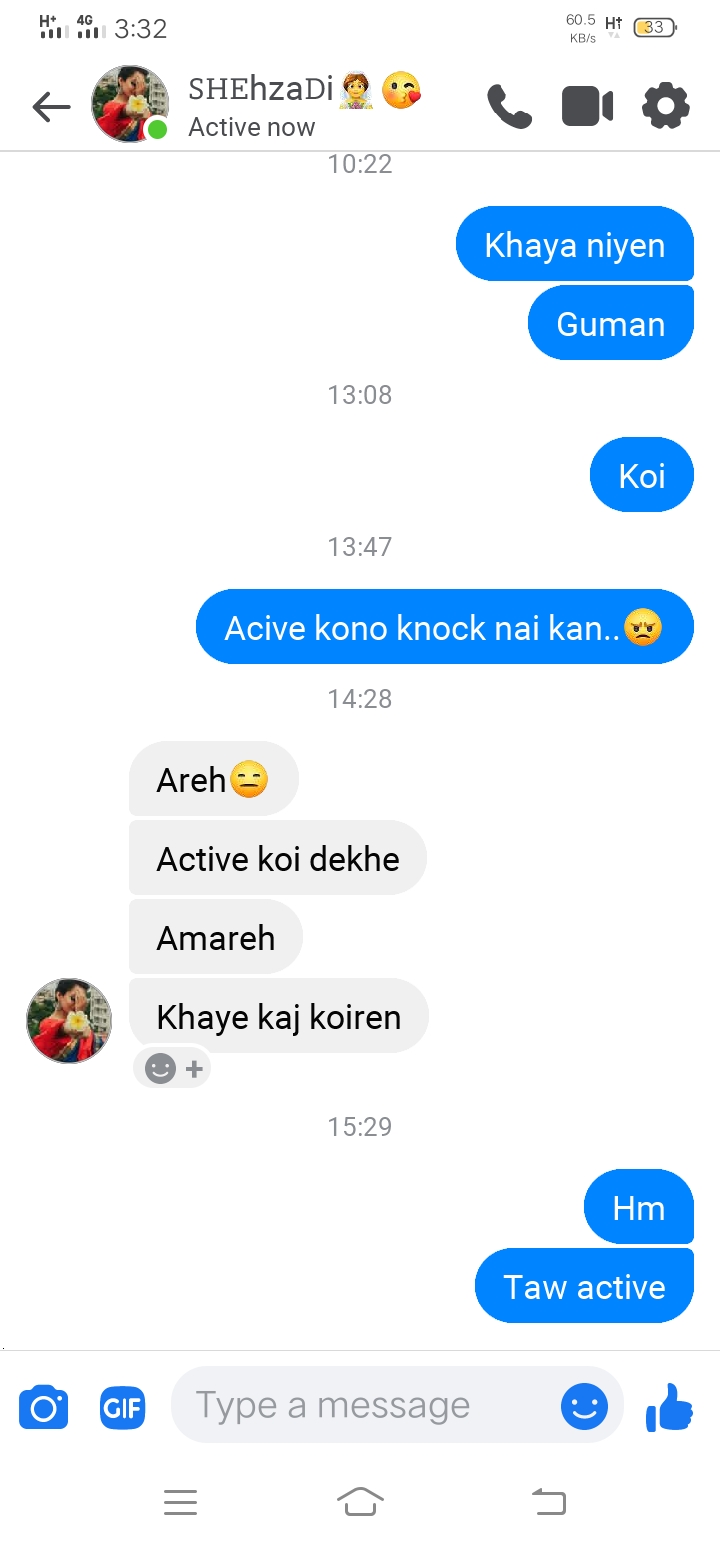 H+ 4G 3:32 60.5 KB/s H† 33
SHEhzaDi👰😘
Active now
10:22
Khaya niyen
Guman
13:08
Koi
13:47
Acive kono knock nai kan..😠
14:28
Areh😑
Active koi dekhe
Amareh
Khaye kaj koiren
15:29
Hm
Taw active
GIF Type a message